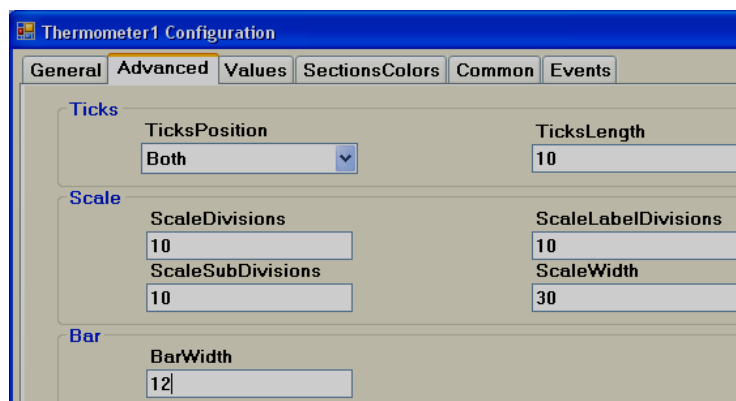 Thermometer1 Configuration
General Advanced Values SectionsColors Common Events
Ticks
TicksPosition TicksLength
Both 10
Scale
ScaleDivisions ScaleLabelDivisions
10 10
ScaleSubDivisions ScaleWidth
10 30
Bar
BarWidth
12